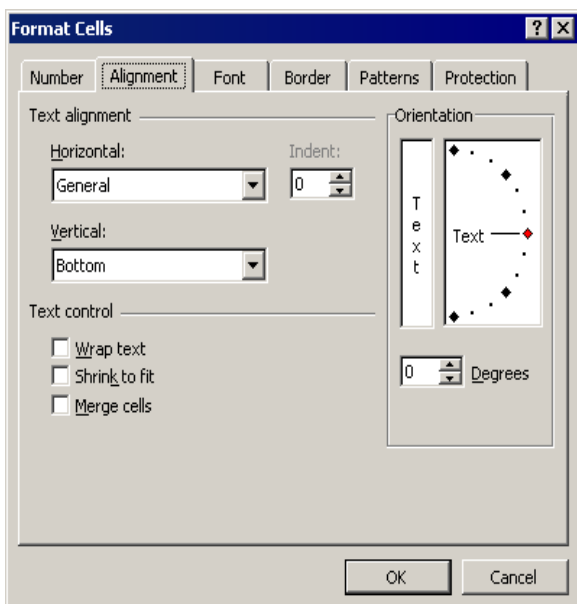 Format Cells
? X
Number Alignment Font Border Patterns Protection
Text alignment
Horizontal:
Indent:
General
0
Vertical:
Bottom
Text control
Wrap text
Shrink to fit
Merge cells
Orientation
T
e
x
t
Text
0 Degrees
OK Cancel